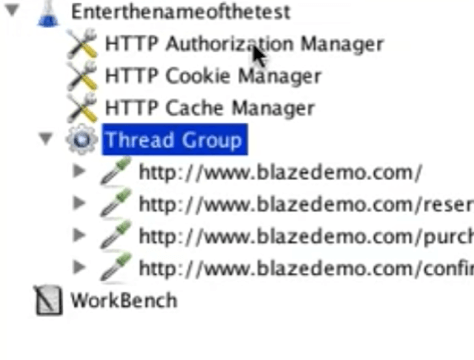 Enterthenameofthetest
HTTP Authorization Manager
HTTP Cookie Manager
HTTP Cache Manager
Thread Group
http://www.blazedemo.com/
http://www.blazedemo.com/reser
http://www.blazedemo.com/purch
http://www.blazedemo.com/confir
WorkBench